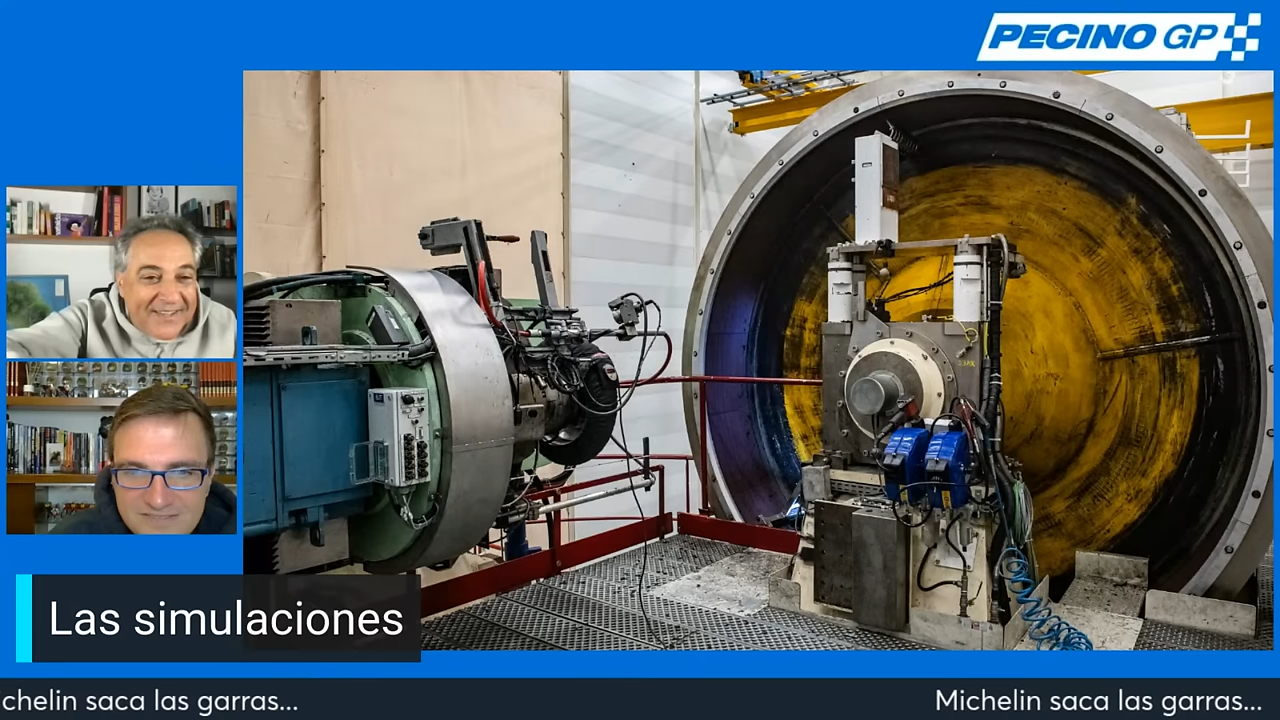 PECINO GP
Las simulaciones
chelin saca las garras...
Michelin saca las garras...